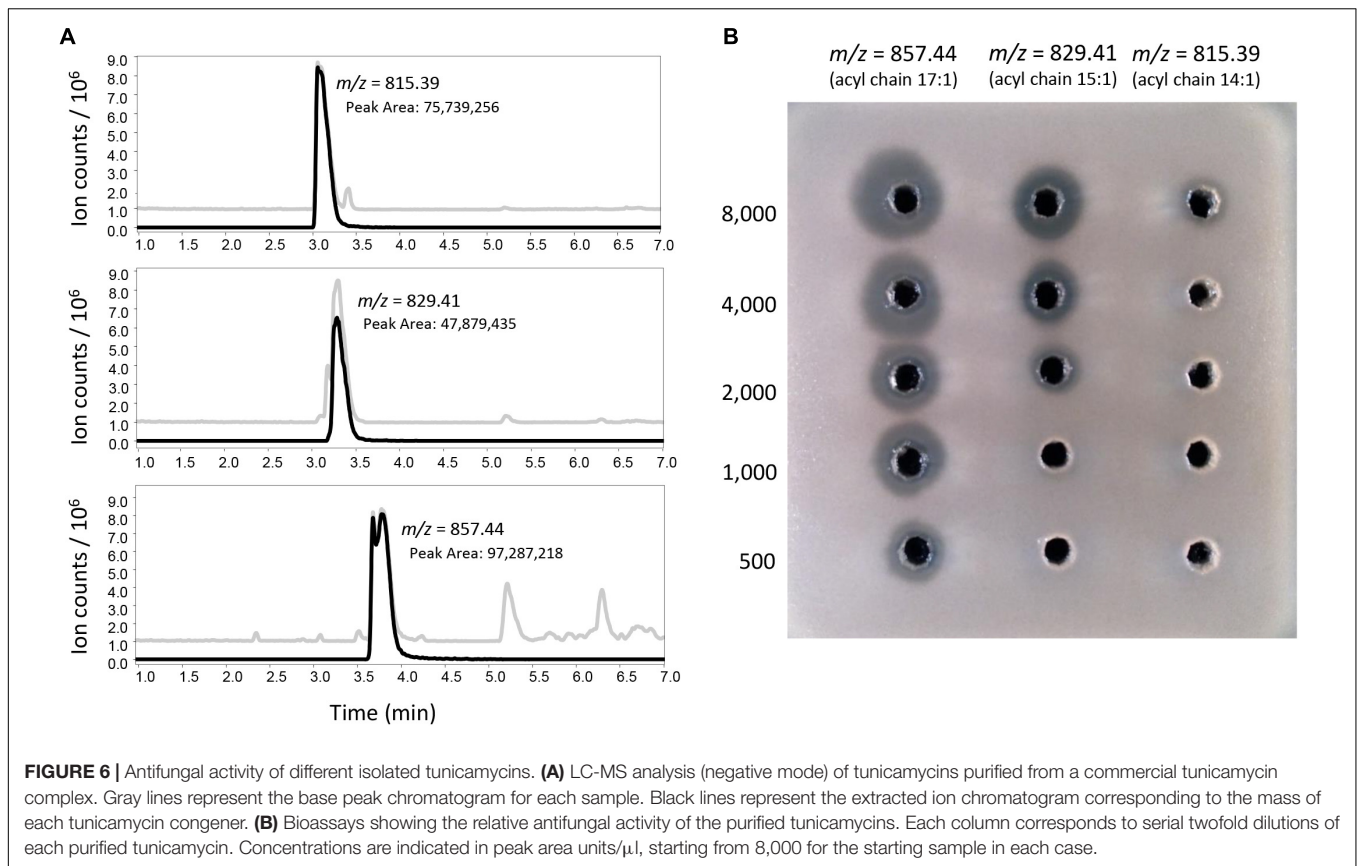 A
Ion counts / 10⁶
9.0
8.0
7.0
6.0
5.0
4.0
3.0
2.0
1.0
0.0
m/z = 815.39
Peak Area: 75,739,256
1.0 1.5 2.0 2.5 3.0 3.5 4.0 4.5 5.0 5.5 6.0 6.5 7.0
Ion counts / 10⁶
9.0
8.0
7.0
6.0
5.0
4.0
3.0
2.0
1.0
0.0
m/z = 829.41
Peak Area: 47,879,435
1.0 1.5 2.0 2.5 3.0 3.5 4.0 4.5 5.0 5.5 6.0 6.5 7.0
Ion counts / 10⁶
9.0
8.0
7.0
6.0
5.0
4.0
3.0
2.0
1.0
0.0
m/z = 857.44
Peak Area: 97,287,218
1.0 1.5 2.0 2.5 3.0 3.5 4.0 4.5 5.0 5.5 6.0 6.5 7.0
Time (min)
B
m/z = 857.44 m/z = 829.41 m/z = 815.39
(acyl chain 17:1) (acyl chain 15:1) (acyl chain 14:1)
8,000
4,000
2,000
1,000
500
FIGURE 6 | Antifungal activity of different isolated tunicamycins. (A) LC-MS analysis (negative mode) of tunicamycins purified from a commercial tunicamycin
complex. Gray lines represent the base peak chromatogram for each sample. Black lines represent the extracted ion chromatogram corresponding to the mass of
each tunicamycin congener. (B) Bioassays showing the relative antifungal activity of the purified tunicamycins. Each column corresponds to serial twofold dilutions of
each purified tunicamycin. Concentrations are indicated in peak area units/μl, starting from 8,000 for the starting sample in each case.